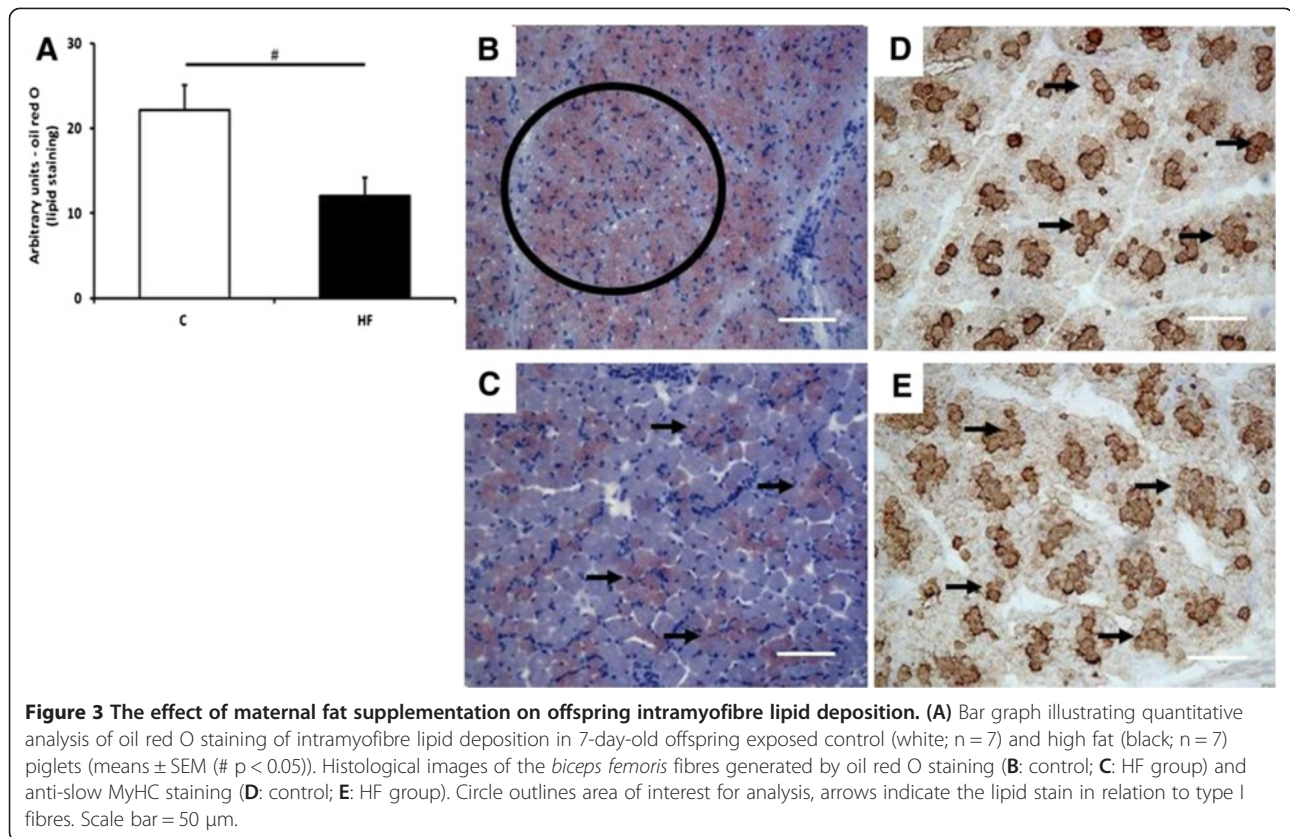 A
30
20
10
0
Arbitrary units - oil red O
(lipid staining)
#
C
HF
B
C
D
E
Figure 3 The effect of maternal fat supplementation on offspring intramyofibre lipid deposition. (A) Bar graph illustrating quantitative
analysis of oil red O staining of intramyofibre lipid deposition in 7-day-old offspring exposed control (white; n = 7) and high fat (black; n = 7)
piglets (means ± SEM (# p < 0.05)). Histological images of the biceps femoris fibres generated by oil red O staining (B: control; C: HF group) and
anti-slow MyHC staining (D: control; E: HF group). Circle outlines area of interest for analysis, arrows indicate the lipid stain in relation to type I
fibres. Scale bar = 50 μm.